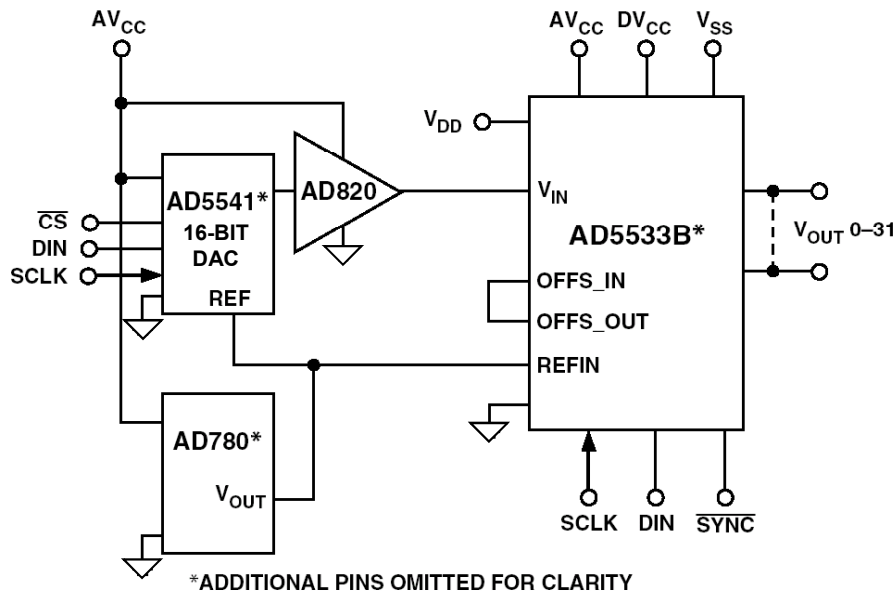 AVCC
AVCC DVCC VSS
VDD
AD5541*
16-BIT
DAC
REF
AD820
CS
DIN
SCLK
VIN
AD5533B*
VOUT 0–31
OFFS_IN
OFFS_OUT
REFIN
AD780*
VOUT
SCLK DIN SYNC
*ADDITIONAL PINS OMITTED FOR CLARITY